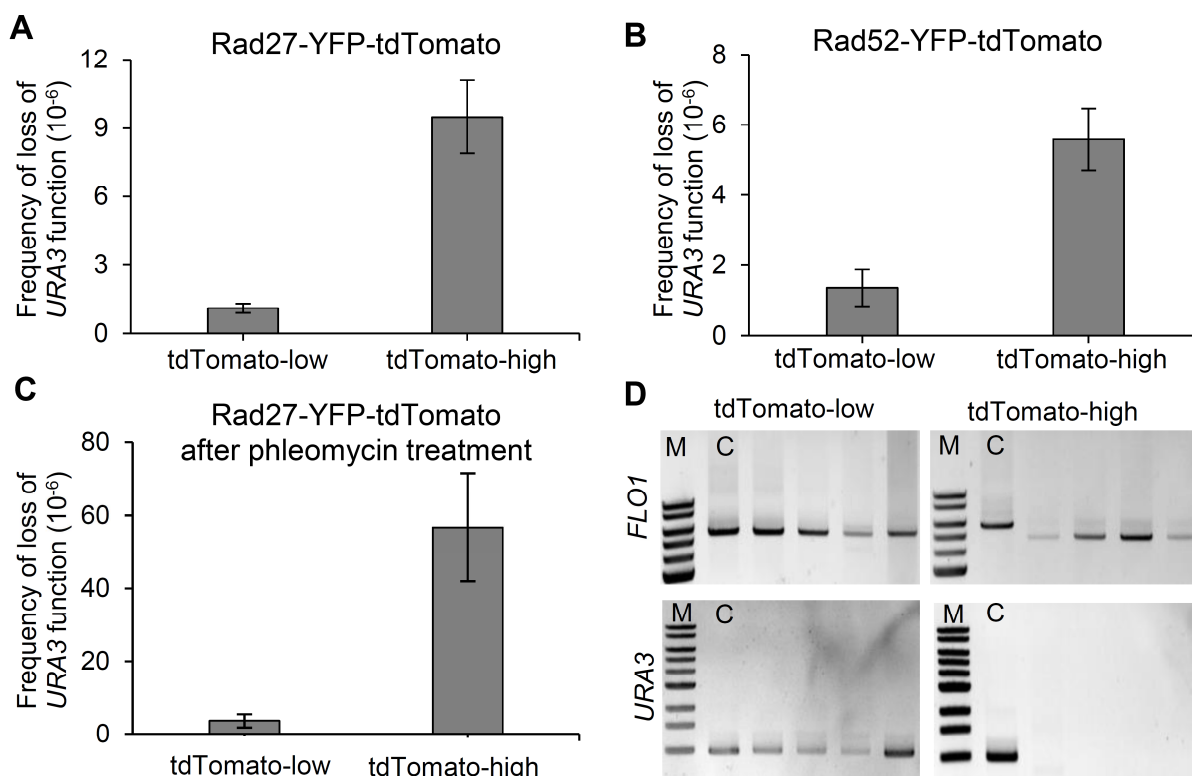 A
Rad27-YFP-tdTomato
Frequency of loss of
URA3 function (10-6)
12
9
6
3
0
tdTomato-low
tdTomato-high
B
Rad52-YFP-tdTomato
Frequency of loss of
URA3 function (10-6)
8
6
4
2
0
tdTomato-low
tdTomato-high
C
Rad27-YFP-tdTomato
after phleomycin treatment
Frequency of loss of
URA3 function (10-6)
80
60
40
20
0
tdTomato-low
tdTomato-high
D
tdTomato-low
tdTomato-high
FLO1
M C
M C
URA3
M C
M C